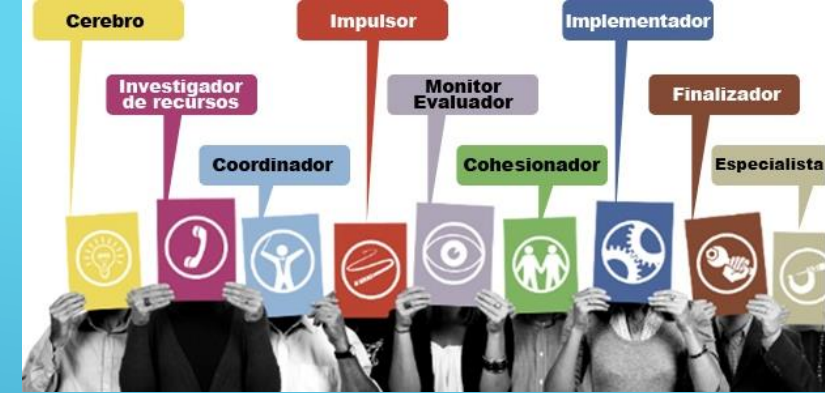 Cerebro
Impulsor
Implementador
Investigador
de recursos
Monitor
Evaluador
Finalizador
Coordinador
Cohesionador
Especialista